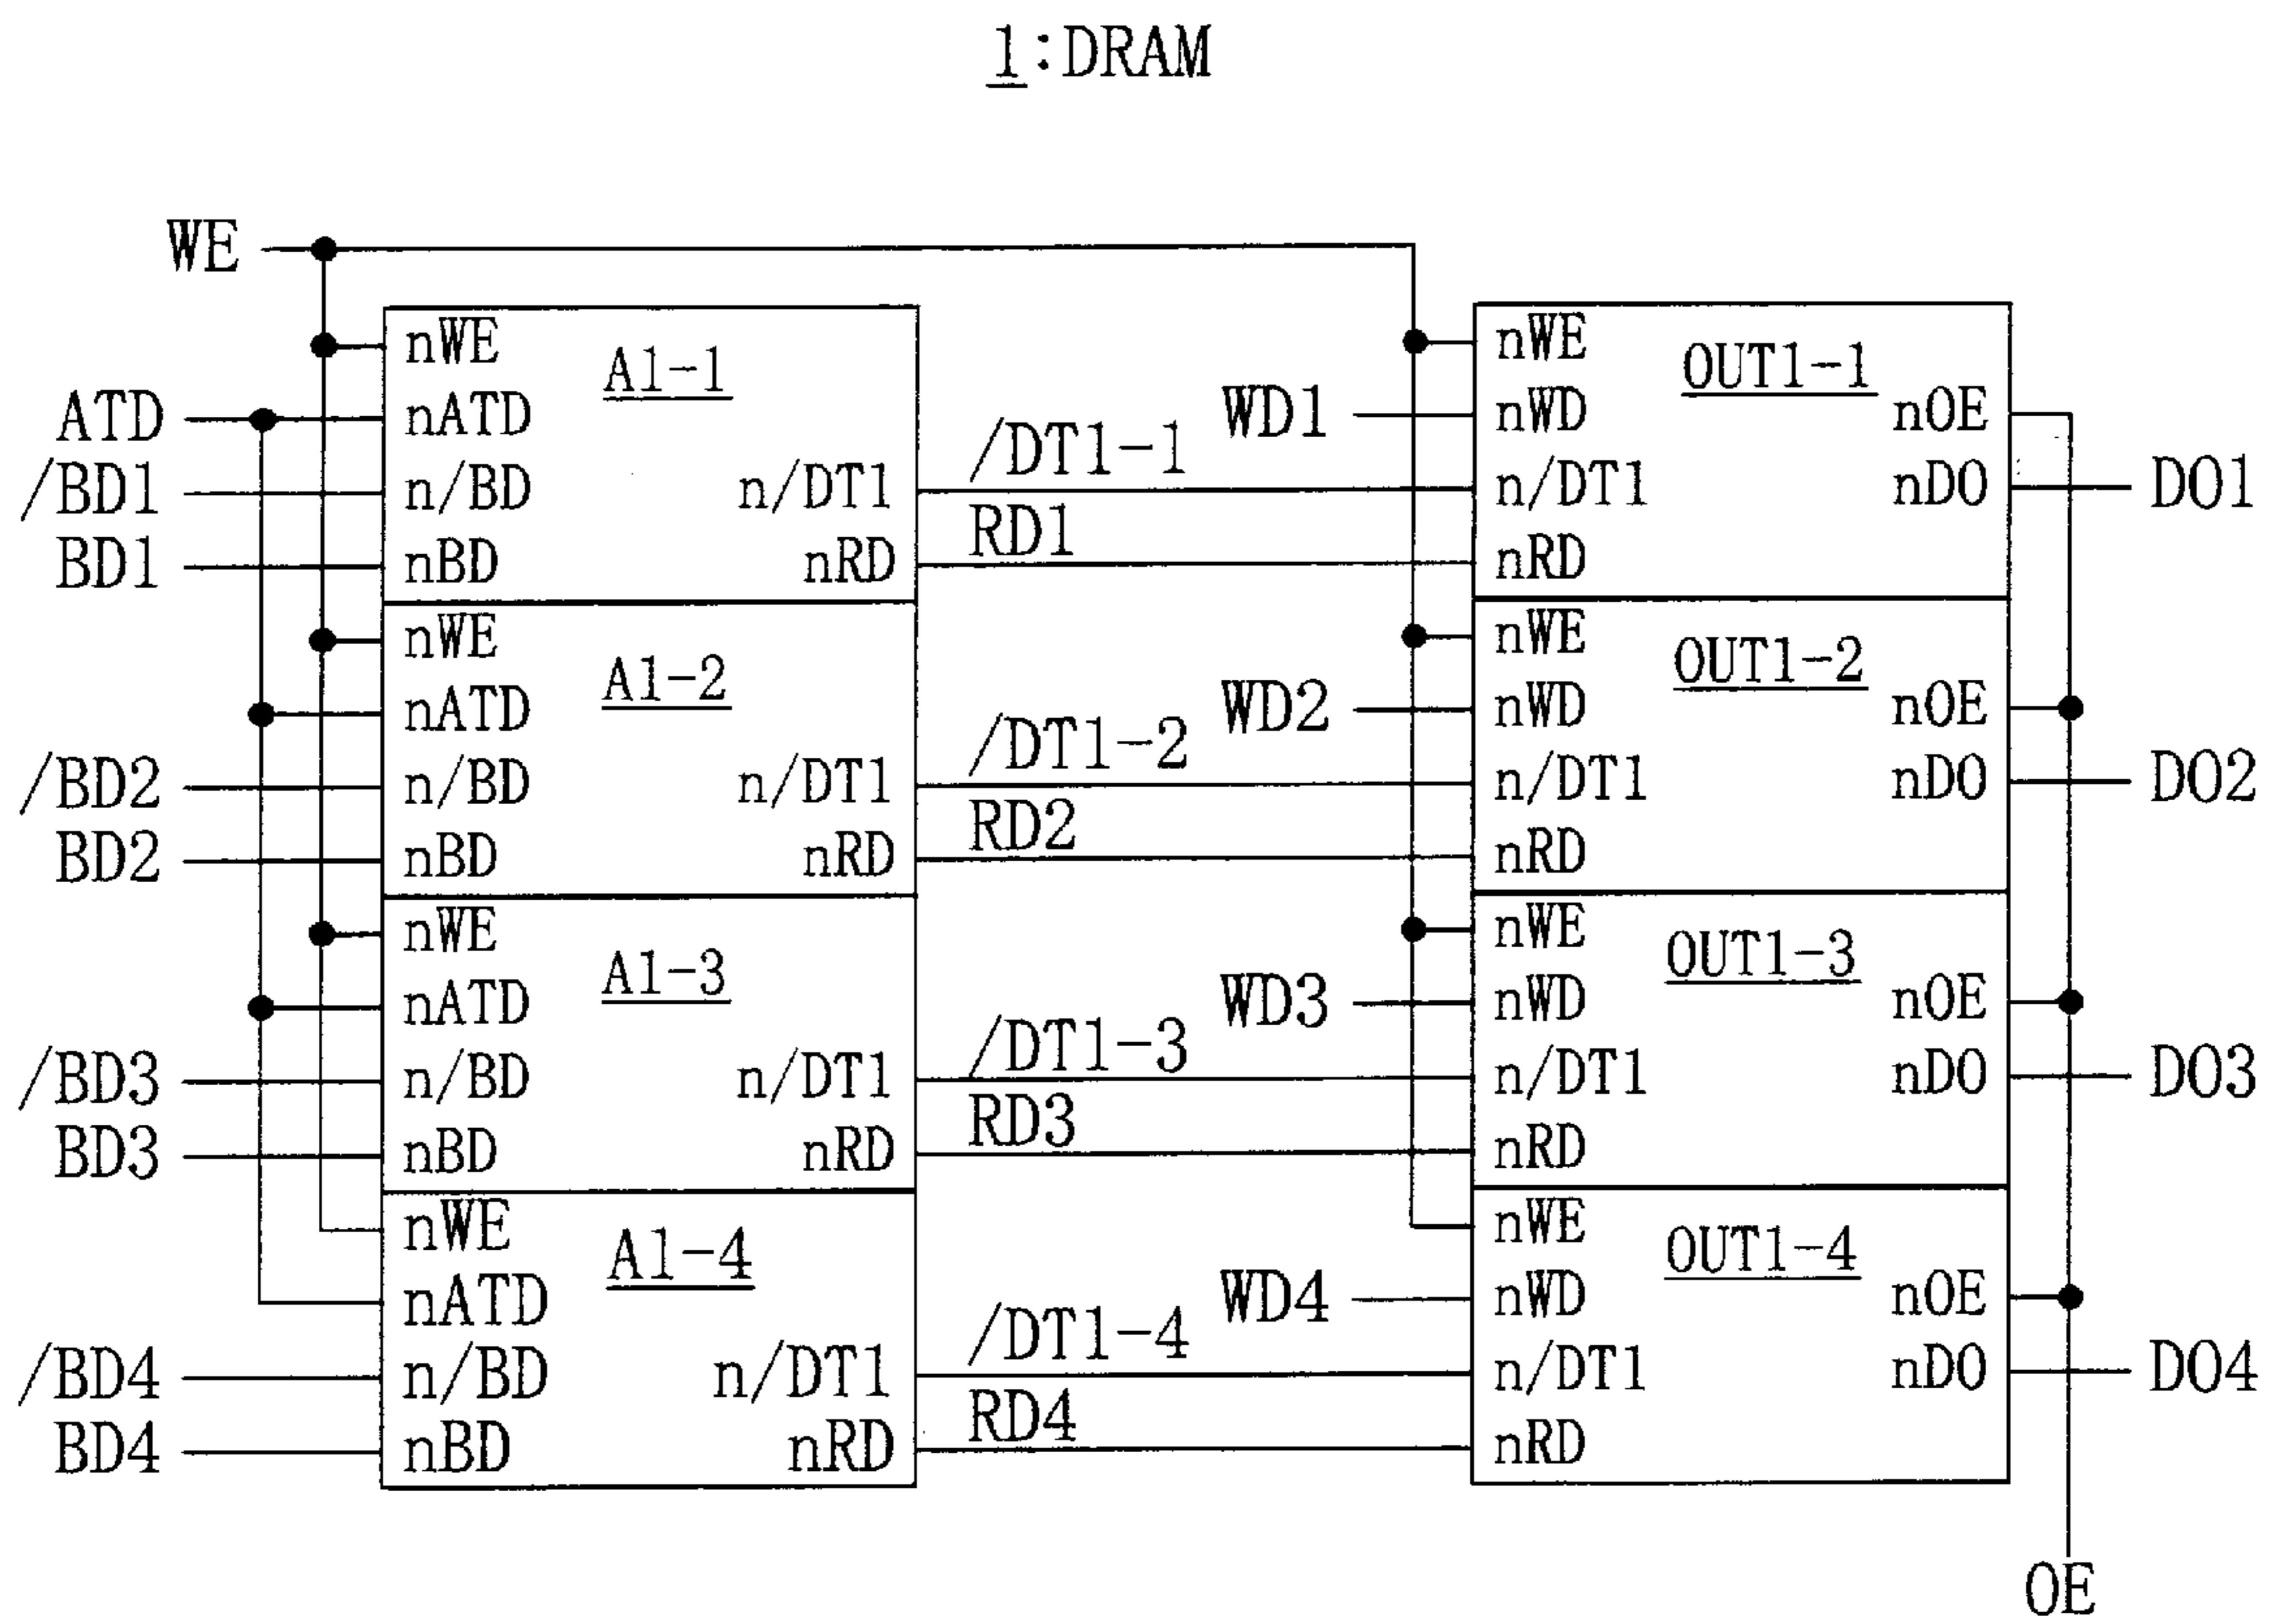 1:DRAM
WE
nWE
A1-1
ATD
nATD
/BD1
n/BD
n/DT1
/DT1-1
BD1
nBD
nRD
RD1
nWE
A1-2
nATD
/BD2
n/BD
n/DT1
/DT1-2
BD2
nBD
nRD
RD2
nWE
A1-3
nATD
/BD3
n/BD
n/DT1
/DT1-3
BD3
nBD
nRD
RD3
nWE
A1-4
nATD
/BD4
n/BD
n/DT1
/DT1-4
BD4
nBD
nRD
RD4
nWE
OUT1-1
WD1
nWD
nOE
n/DT1
nDO
DO1
nRD
nWE
OUT1-2
WD2
nWD
nOE
n/DT1
nDO
DO2
nRD
nWE
OUT1-3
WD3
nWD
nOE
n/DT1
nDO
DO3
nRD
nWE
OUT1-4
WD4
nWD
nOE
n/DT1
nDO
DO4
nRD
OE